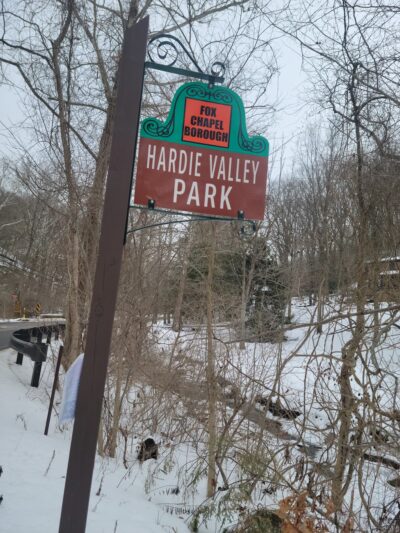 FOX
CHAPEL
BOROUGH
HARDIE VALLEY
PARK